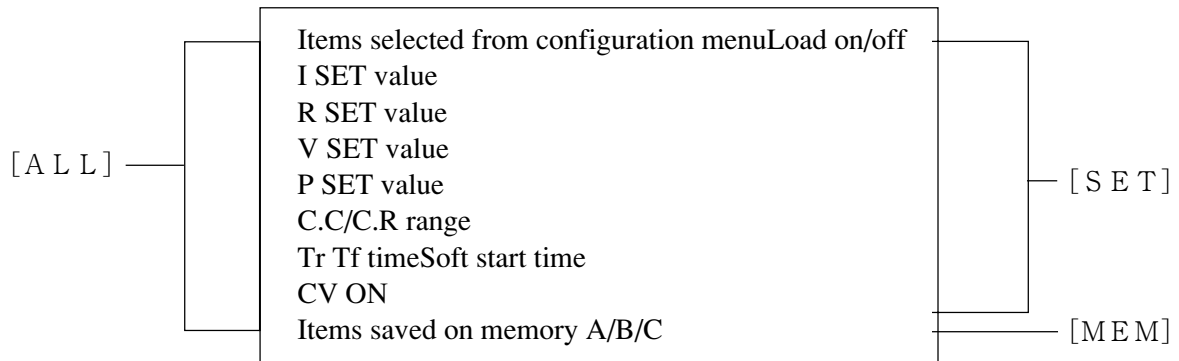 Items selected from configuration menuLoad on/off
I SET value
R SET value
V SET value
[ALL]
P SET value
[SET]
C.C/C.R range
Tr Tf timeSoft start time
CV ON
Items saved on memory A/B/C
[MEM]